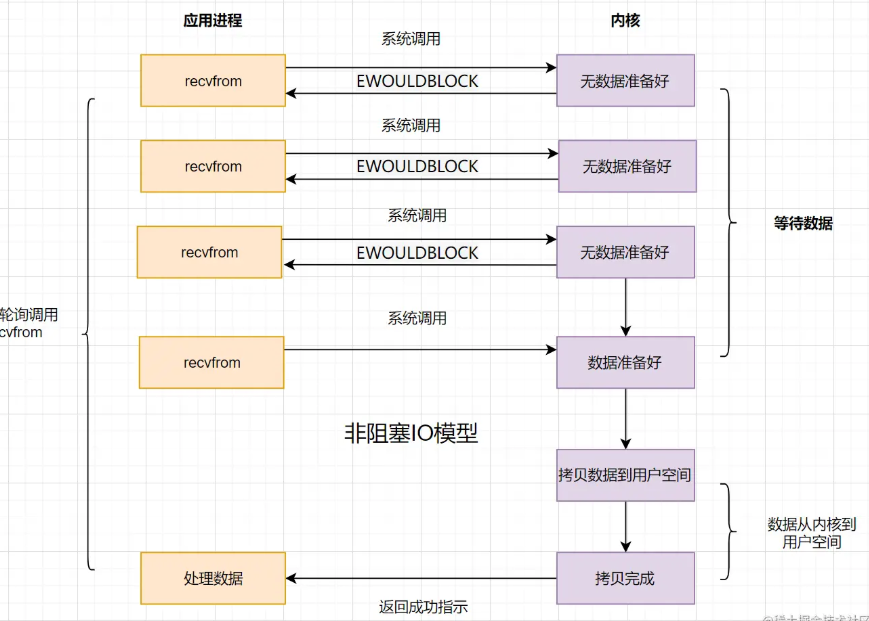 应用进程
内核
系统调用
recvfrom
EWOULDBLOCK
无数据准备好
系统调用
recvfrom
EWOULDBLOCK
无数据准备好
系统调用
recvfrom
EWOULDBLOCK
无数据准备好
等待数据
轮询调用
cvfrom
系统调用
recvfrom
数据准备好
非阻塞IO模型
拷贝数据到用户空间
数据从内核到
用户空间
处理数据
拷贝完成
返回成功指示
@稀土掘金技术社区